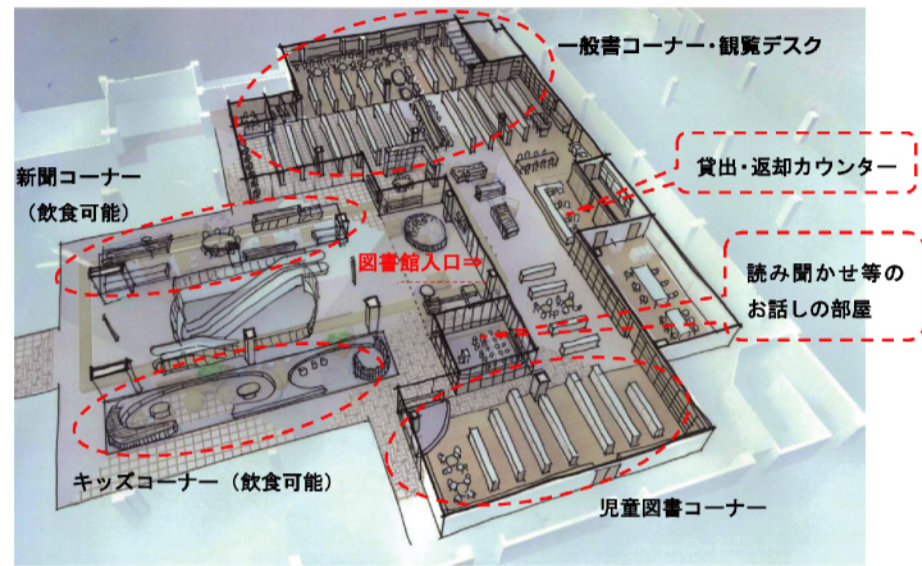 一般書コーナー・観覧デスク
貸出・返却カウンター
新聞コーナー
（飲食可能）
図書館入口⇒
読み聞かせ等の
お話しの部屋
キッズコーナー（飲食可能）
児童図書コーナー